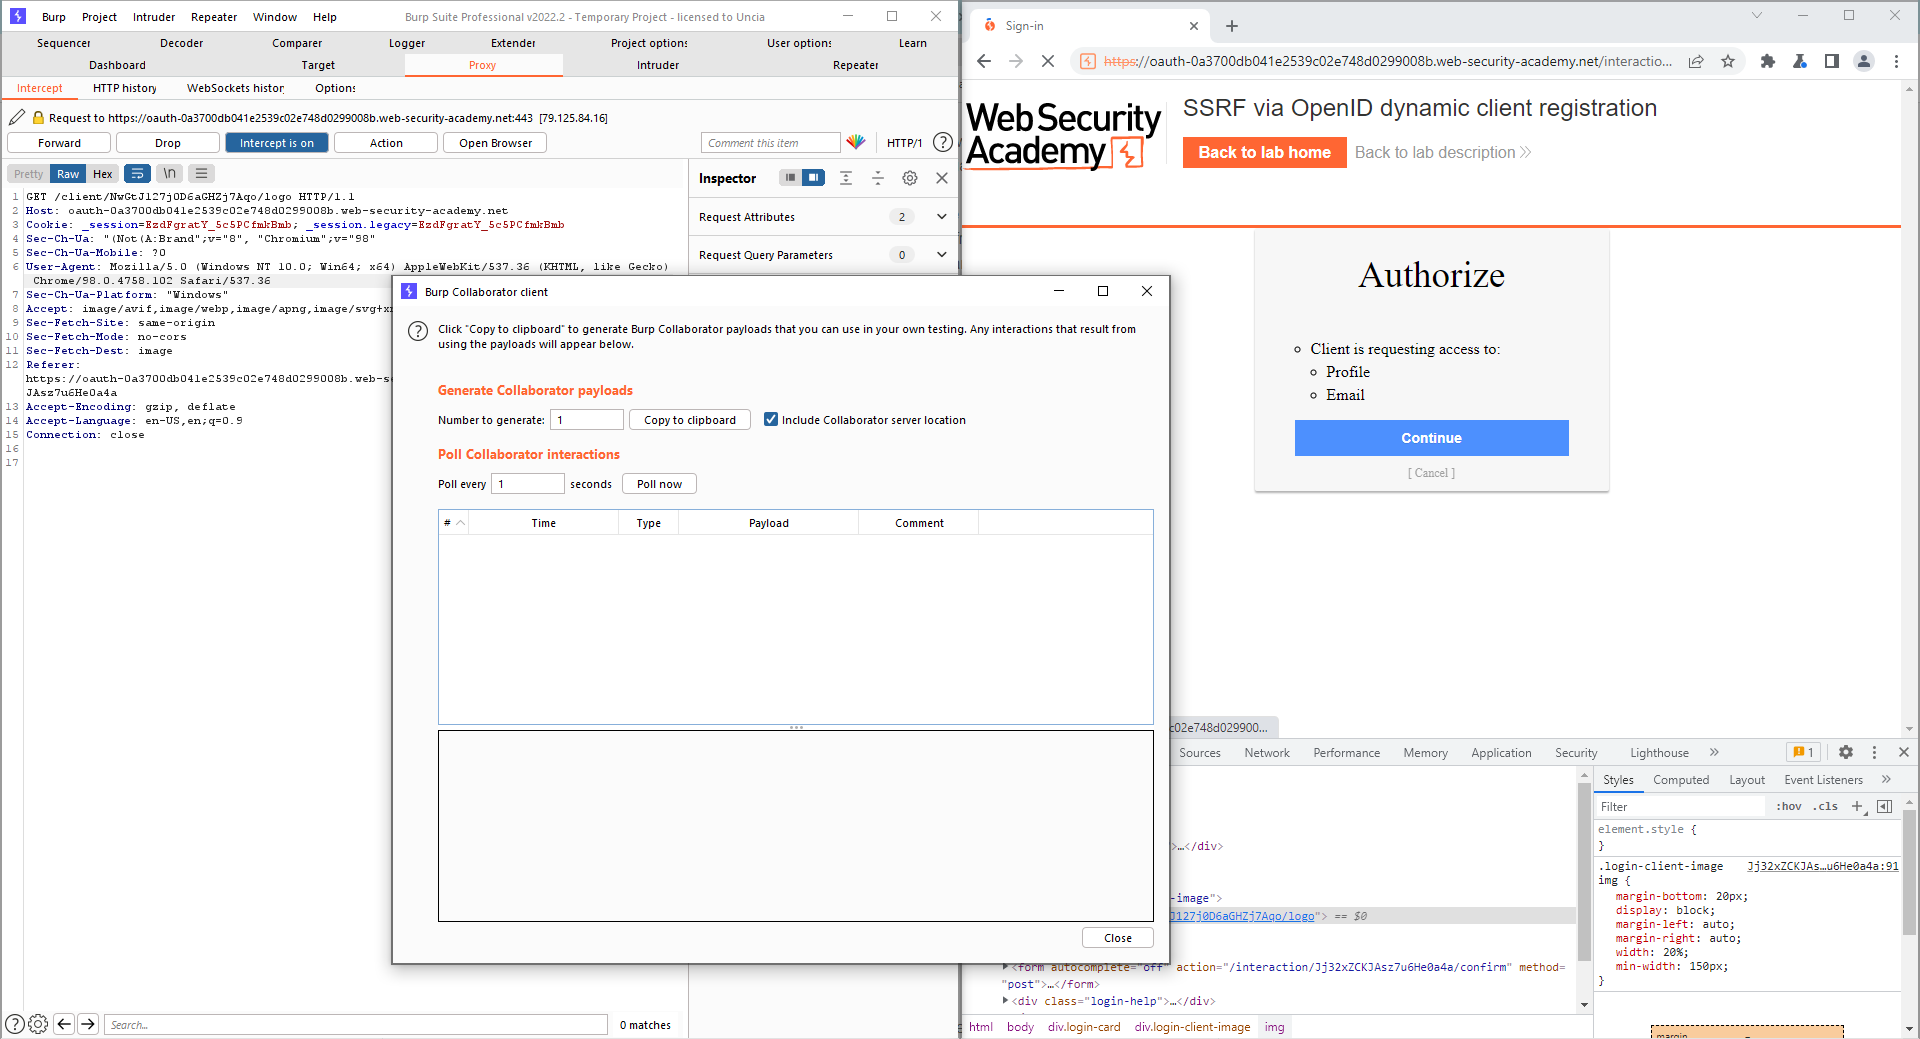 Burp Project Intruder Repeater Window Help Burp Suite Professional v2022.2 - Temporary Project - licensed to Uncia
Sequencer Decoder Comparer Logger Extender Project options User options Learn
Dashboard Target Proxy Intruder Repeater
Intercept HTTP history WebSockets history Options
Request to https://oauth-0a3700db041e2539c02e748d0299008b.web-security-academy.net:443 [79.125.84.16]
Forward Drop Intercept is on Action Open Browser Comment this item HTTP/1 ?
Pretty Raw Hex \n
1 GET /client/NwGtJl27j0D6aGHZj7Aqo/logo HTTP/1.1
2 Host: oauth-0a3700db041e2539c02e748d0299008b.web-security-academy.net
3 Cookie: _session=EzdFgratY_5c5PCfmkBmb; _session.legacy=EzdFgratY_5c5PCfmkBmb
4 Sec-Ch-Ua: "(Not(A:Brand";v="8", "Chromium";v="98"
5 Sec-Ch-Ua-Mobile: ?0
6 User-Agent: Mozilla/5.0 (Windows NT 10.0; Win64; x64) AppleWebKit/537.36 (KHTML, like Gecko)
Chrome/98.0.4758.102 Safari/537.36
7 Sec-Ch-Ua-Platform: "Windows"
8 Accept: image/avif,image/webp,image/apng,image/svg+x
9 Sec-Fetch-Site: same-origin
10 Sec-Fetch-Mode: no-cors
11 Sec-Fetch-Dest: image
12 Referer:
https://oauth-0a3700db041e2539c02e748d0299008b.web-s
JAsz7u6He0a4a
13 Accept-Encoding: gzip, deflate
14 Accept-Language: en-US,en;q=0.9
15 Connection: close
16
17
Inspector
Request Attributes 2
Request Query Parameters 0
Search... 0 matches
Burp Collaborator client
Click "Copy to clipboard" to generate Burp Collaborator payloads that you can use in your own testing. Any interactions that result from
using the payloads will appear below.
Generate Collaborator payloads
Number to generate: 1 Copy to clipboard Include Collaborator server location
Poll Collaborator interactions
Poll every 1 seconds Poll now
# Time Type Payload Comment
Close
Sign-in
https://oauth-0a3700db041e2539c02e748d0299008b.web-security-academy.net/interactio...
Web Security
Academy
SSRF via OpenID dynamic client registration
Back to lab home Back to lab description
Authorize
Client is requesting access to:
Profile
Email
Continue
[ Cancel ]
c02e748d029900...
Sources Network Performance Memory Application Security Lighthouse 1
>…</div>
-image">
Jl27j0D6aGHZj7Aqo/logo"> == $0
<form autocomplete="off" action="/interaction/Jj32xZCKJAsz7u6He0a4a/confirm" method=
"post">…</form>
<div class="login-help">…</div>
html body div.login-card div.login-client-image img
Styles Computed Layout Event Listeners
Filter :hov .cls +
element.style {
}
.login-client-image Jj32xZCKJAs…u6He0a4a:91
img {
margin-bottom: 20px;
display: block;
margin-left: auto;
margin-right: auto;
width: 20%;
min-width: 150px;
}
margin